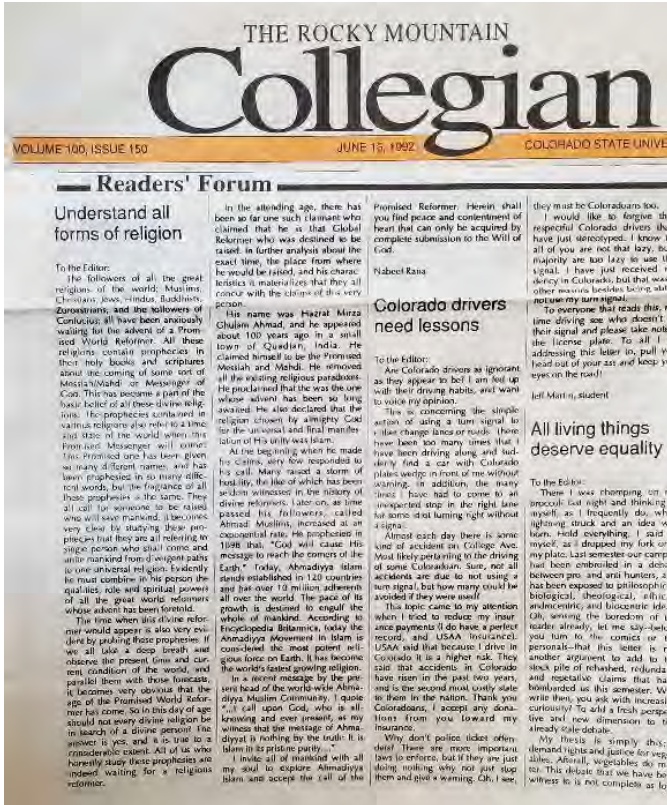 THE ROCKY MOUNTAIN
Collegian
VOLUME 100, ISSUE 150
JUNE 15, 1992
COLORADO STATE UNIVE
Readers' Forum
Understand all
forms of religion
To the Editor:
The followers of all the great
religions of the world; Muslims,
Christians, Jews, Hindus, Buddhists,
Zorostrians, and the followers of
Confucius; all have been anxiously
waiting for the advent of a Prom-
ised World Reformer. All these
religions contain prophecies in
their holy books and scriptures
about the coming of some sort of
Messiah/Mahdi or Messenger of
God. This has become a part of the
basic belief of all these divine relig-
ions. The prophecies contained in
various religions also refer to a time
and state of the world when this
Promised Messenger will come.
This Promised one has been given
so many different names, and has
been prophesied in so many diffe-
rent words, but the fragrance of all
these prophesies is the same. They
all call for someone to be raised
who will save mankind. It becomes
very clear by studying these pro-
phecies that they are all referring to
single person who shall come and
unite mankind from divergent paths
to one universal religion. Evidently
he must combine in his person the
qualities, role and spiritual powers
of all the great world reformers
whose advent has been foretold.
The time when this divine refor-
mer would appear is also very evi-
dent by probing those prophesies. If
we all take a deep breath and
observe the present time and cur-
rent condition of the world, and
parallel them with those forecasts,
it becomes very obvious that the
age of the Promised World Refor-
mer has come. So in this day of age
should not every divine religion be
in search of a divine person? The
answer is yes, and it is true to a
considerable extent. All of us who
honestly study these prophecies are
indeed waiting for a religious
reformer.
In the attending age, there has
been so far one such claimant who
claimed that he is that Global
Reformer who was destined to be
raised. In further analysis about the
exact time, the place from where
he would be raised, and his charac-
teristics it materializes that they all
concur with the claims of this very
person.
His name was Hazrat Mirza
Ghulam Ahmad, and he appeared
about 100 years ago in a small
town of Quadian, India. He
claimed himself to be the Promised
Messiah and Mahdi. He removed
all the existing religious paradoxes.
He proclaimed that he was the one
whose advent has been so long
awaited. He also declared that the
religion chosen by almighty God
for the universal and final manifes-
tation of His unity was Islam.
At the beginning when he made
his claims, very few responded to
his call. Many raised a storm of
hostility, the like of which has been
seldom witnessed in the history of
divine reformers. Later on, as time
passed his followers, called
Ahmadi Muslims, increased at an
exponential rate. He prophesied in
1898 that, "God will cause His
message to reach the corners of the
Earth." Today, Ahmadiyya Islam
stands established in 120 countries
and has over 10 million adherents
all over the world. The pace of its
growth is destined to engulf the
whole of mankind. According to
Encyclopedia Britannica, today the
Ahmadiyya Movement in Islam is
considered the most potent reli-
gious force on Earth. It has become
the world's fastest growing religion.
In a recent message by the pre-
sent head of the world-wide Ahma-
diyya Muslim Community, I quote
"...I call upon God, who is all-
knowing and ever present, as my
witness that the message of Ahma-
diyyat is nothing by the truth. It is
Islam in its pristine purity...."
I invite all of mankind with all
my soul to explore Ahmadiyya
Islam and accept the call of the
Promised Reformer. Herein shall
you find peace and contentment of
heart that can only be acquired by
complete submission to the Will of
God.
Nabeel Rana
Colorado drivers
need lessons
To the Editor:
Are Colorado drivers as ignorant
as they appear to be? I am fed up
with their driving habits, and want
to voice my opinion.
This is concerning the simple
action of using a turn signal to
either change lanes or roads. There
have been too many times that I
have been driving along and sud-
denly find a car with Colorado
plates wedge in front of me without
warning. In addition, the many
times I have had to come to an
unexpected stop in the right lane
for some idiot turning right without
a signal.
Almost each day there is some
kind of accident on College Ave.
Most likely pertaining to the driving
of some Coloradoan. Sure, not all
accidents are due to not using a
turn signal, but how many could be
avoided if they were used?
This topic came to my attention
when I tried to reduce my insur-
ance payments (I do have a perfect
record, and USAA Insurance).
USAA said that because I drive in
Colorado it is a higher risk. They
said that accidents in Colorado
have risen in the past two years,
and is the second most costly state
to them in the nation. Thank you
Coloradoans, I accept any dona-
tions from you toward my
insurance.
Why don't police ticket offen-
ders? There are more important
laws to enforce, but if they are just
doing nothing why not just stop
them and give a warning. Oh, I see,
they must be Coloradoans too.
I would like to forgive th
respectful Colorado drivers tha
have just stereotyped. I know
all of you are not that lazy, bu
majority are too lazy to use t
signal. I have just received
dency in Colorado, but that was
other reasons besides being abl
not use my turn signal.
To everyone that reads this,
time driving see who doesn't
their signal and please take note
the license plate. To all I
addressing this letter to, pull y
head out of your ass and keep yo
eyes on the road!
Jeff Martin, student
All living things
deserve equality
To the Editor:
There I was chomping on
broccoli last night and thinking
myself, as I frequently do, wh
lightning struck and an idea w
born. Hold everything, I said
myself, as I dropped my fork o
my plate. Last semester our camp
had been embroiled in a deba
between pro- and anti hunters, a
has been exposed to philosophic
biological, theological, ethic
androcentric, and biocentric ide
Oh, sensing the boredom of
reader already, let me say--befo
you turn to the comics or
personals--that this letter is n
another argument to add to
stock pile of rehashed, redunda
and repetative claims that ha
bombarded us this semester. W
write then, you ask with increasi
curiousity? To add a fresh perspe
tive and new dimension to
already stale debate.
My thesis is simply this:
demand rights and justice for veg
ables. Afterall, vegetables do m
ter. This debate that we have be
witness to is not complete as lo